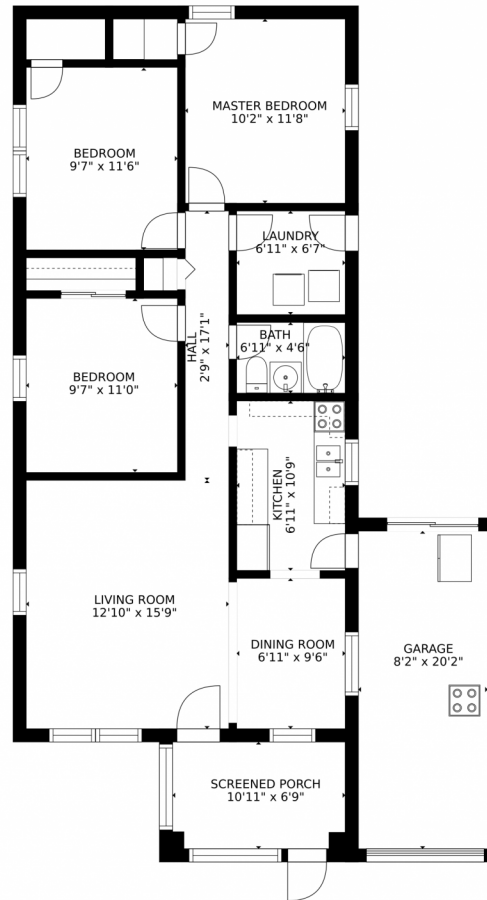 MASTER BEDROOM
10'2" x 11'8"
BEDROOM
9'7" x 11'6"
LAUNDRY
6'11" x 6'7"
HALL
2'9" x 17'1"
BATH
6'11" x 4'6"
BEDROOM
9'7" x 11'0"
KITCHEN
6'11" x 10'9"
LIVING ROOM
12'10" x 15'9"
DINING ROOM
6'11" x 9'6"
GARAGE
8'2" x 20'2"
SCREENED PORCH
10'11" x 6'9"